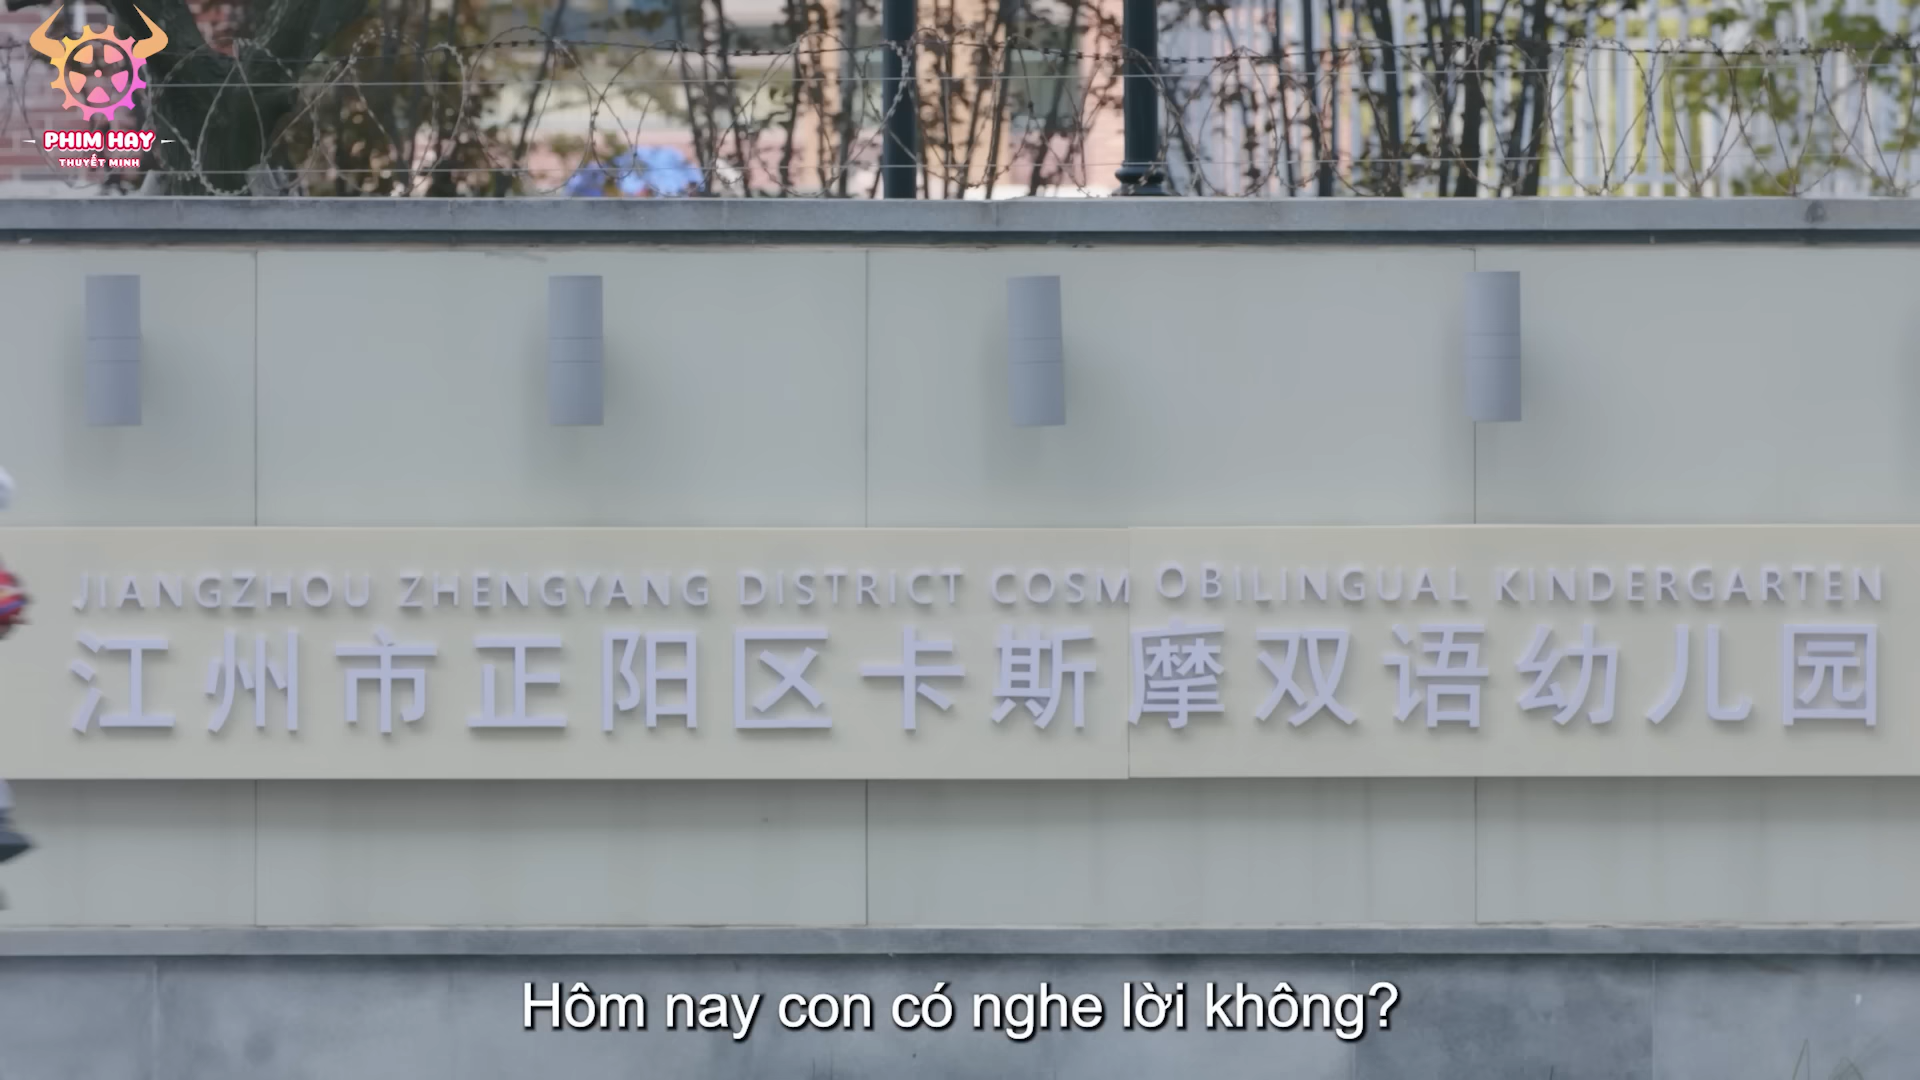 PHIM HAY
THUYẾT MINH
JIANGZHOU ZHENGYANG DISTRICT COSM OBILINGUAL KINDERGARTEN
江州市正阳区卡斯摩双语幼儿园
Hôm nay con có nghe lời không?